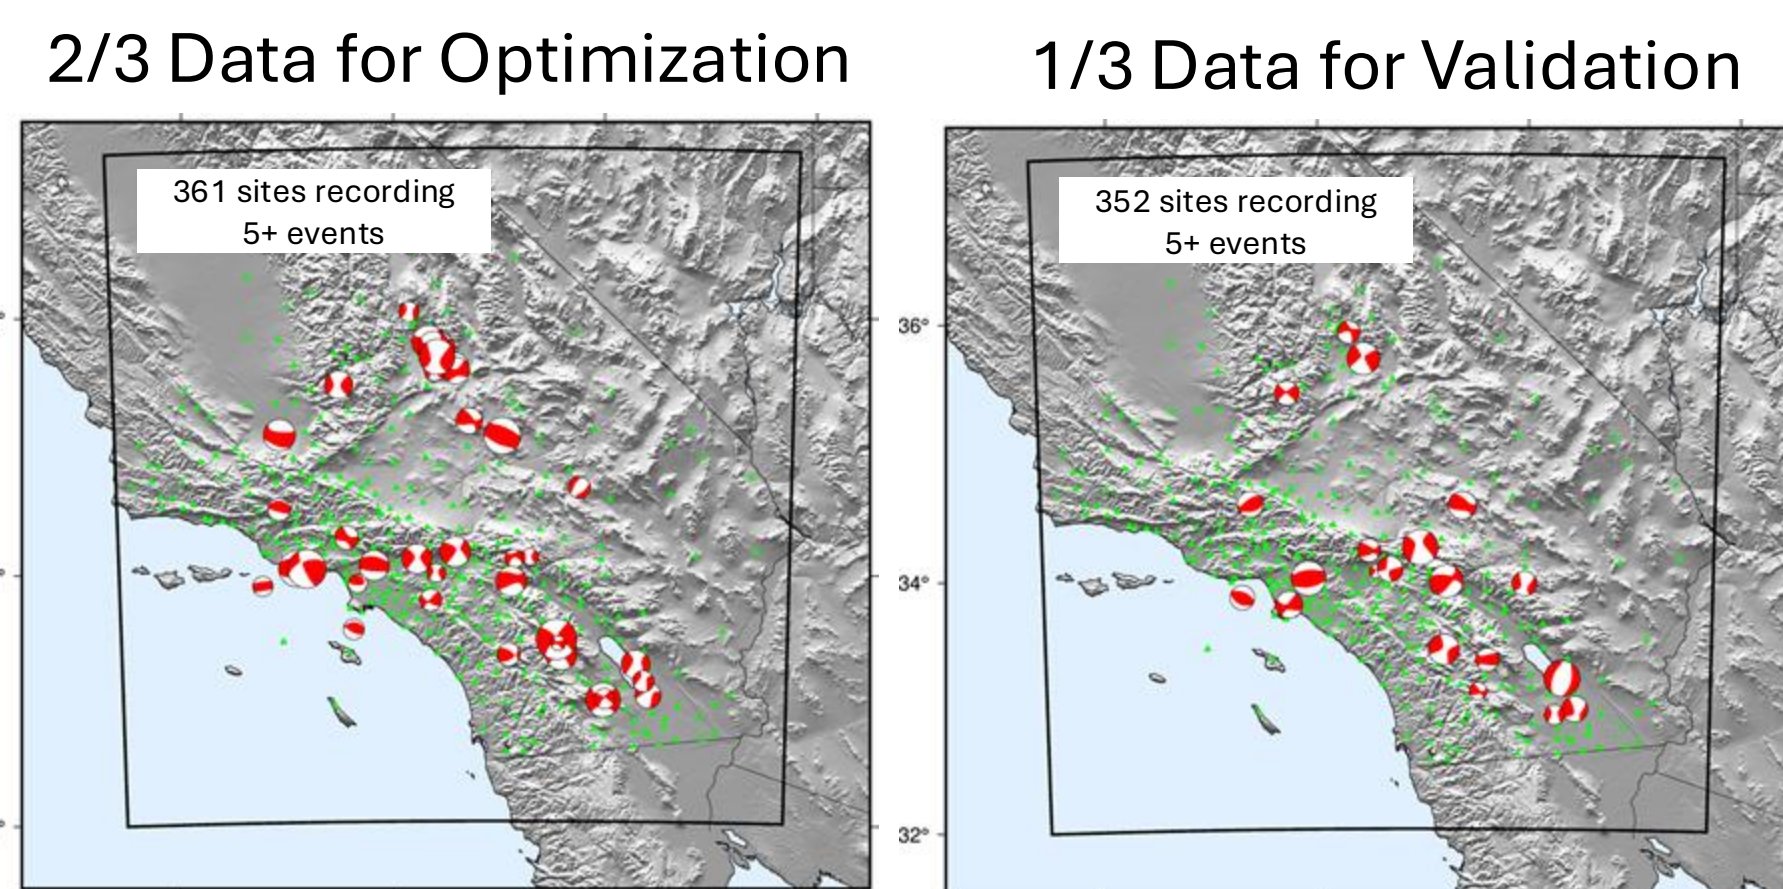 2/3 Data for Optimization
1/3 Data for Validation
361 sites recording
5+ events
352 sites recording
5+ events
36°
34°
32°